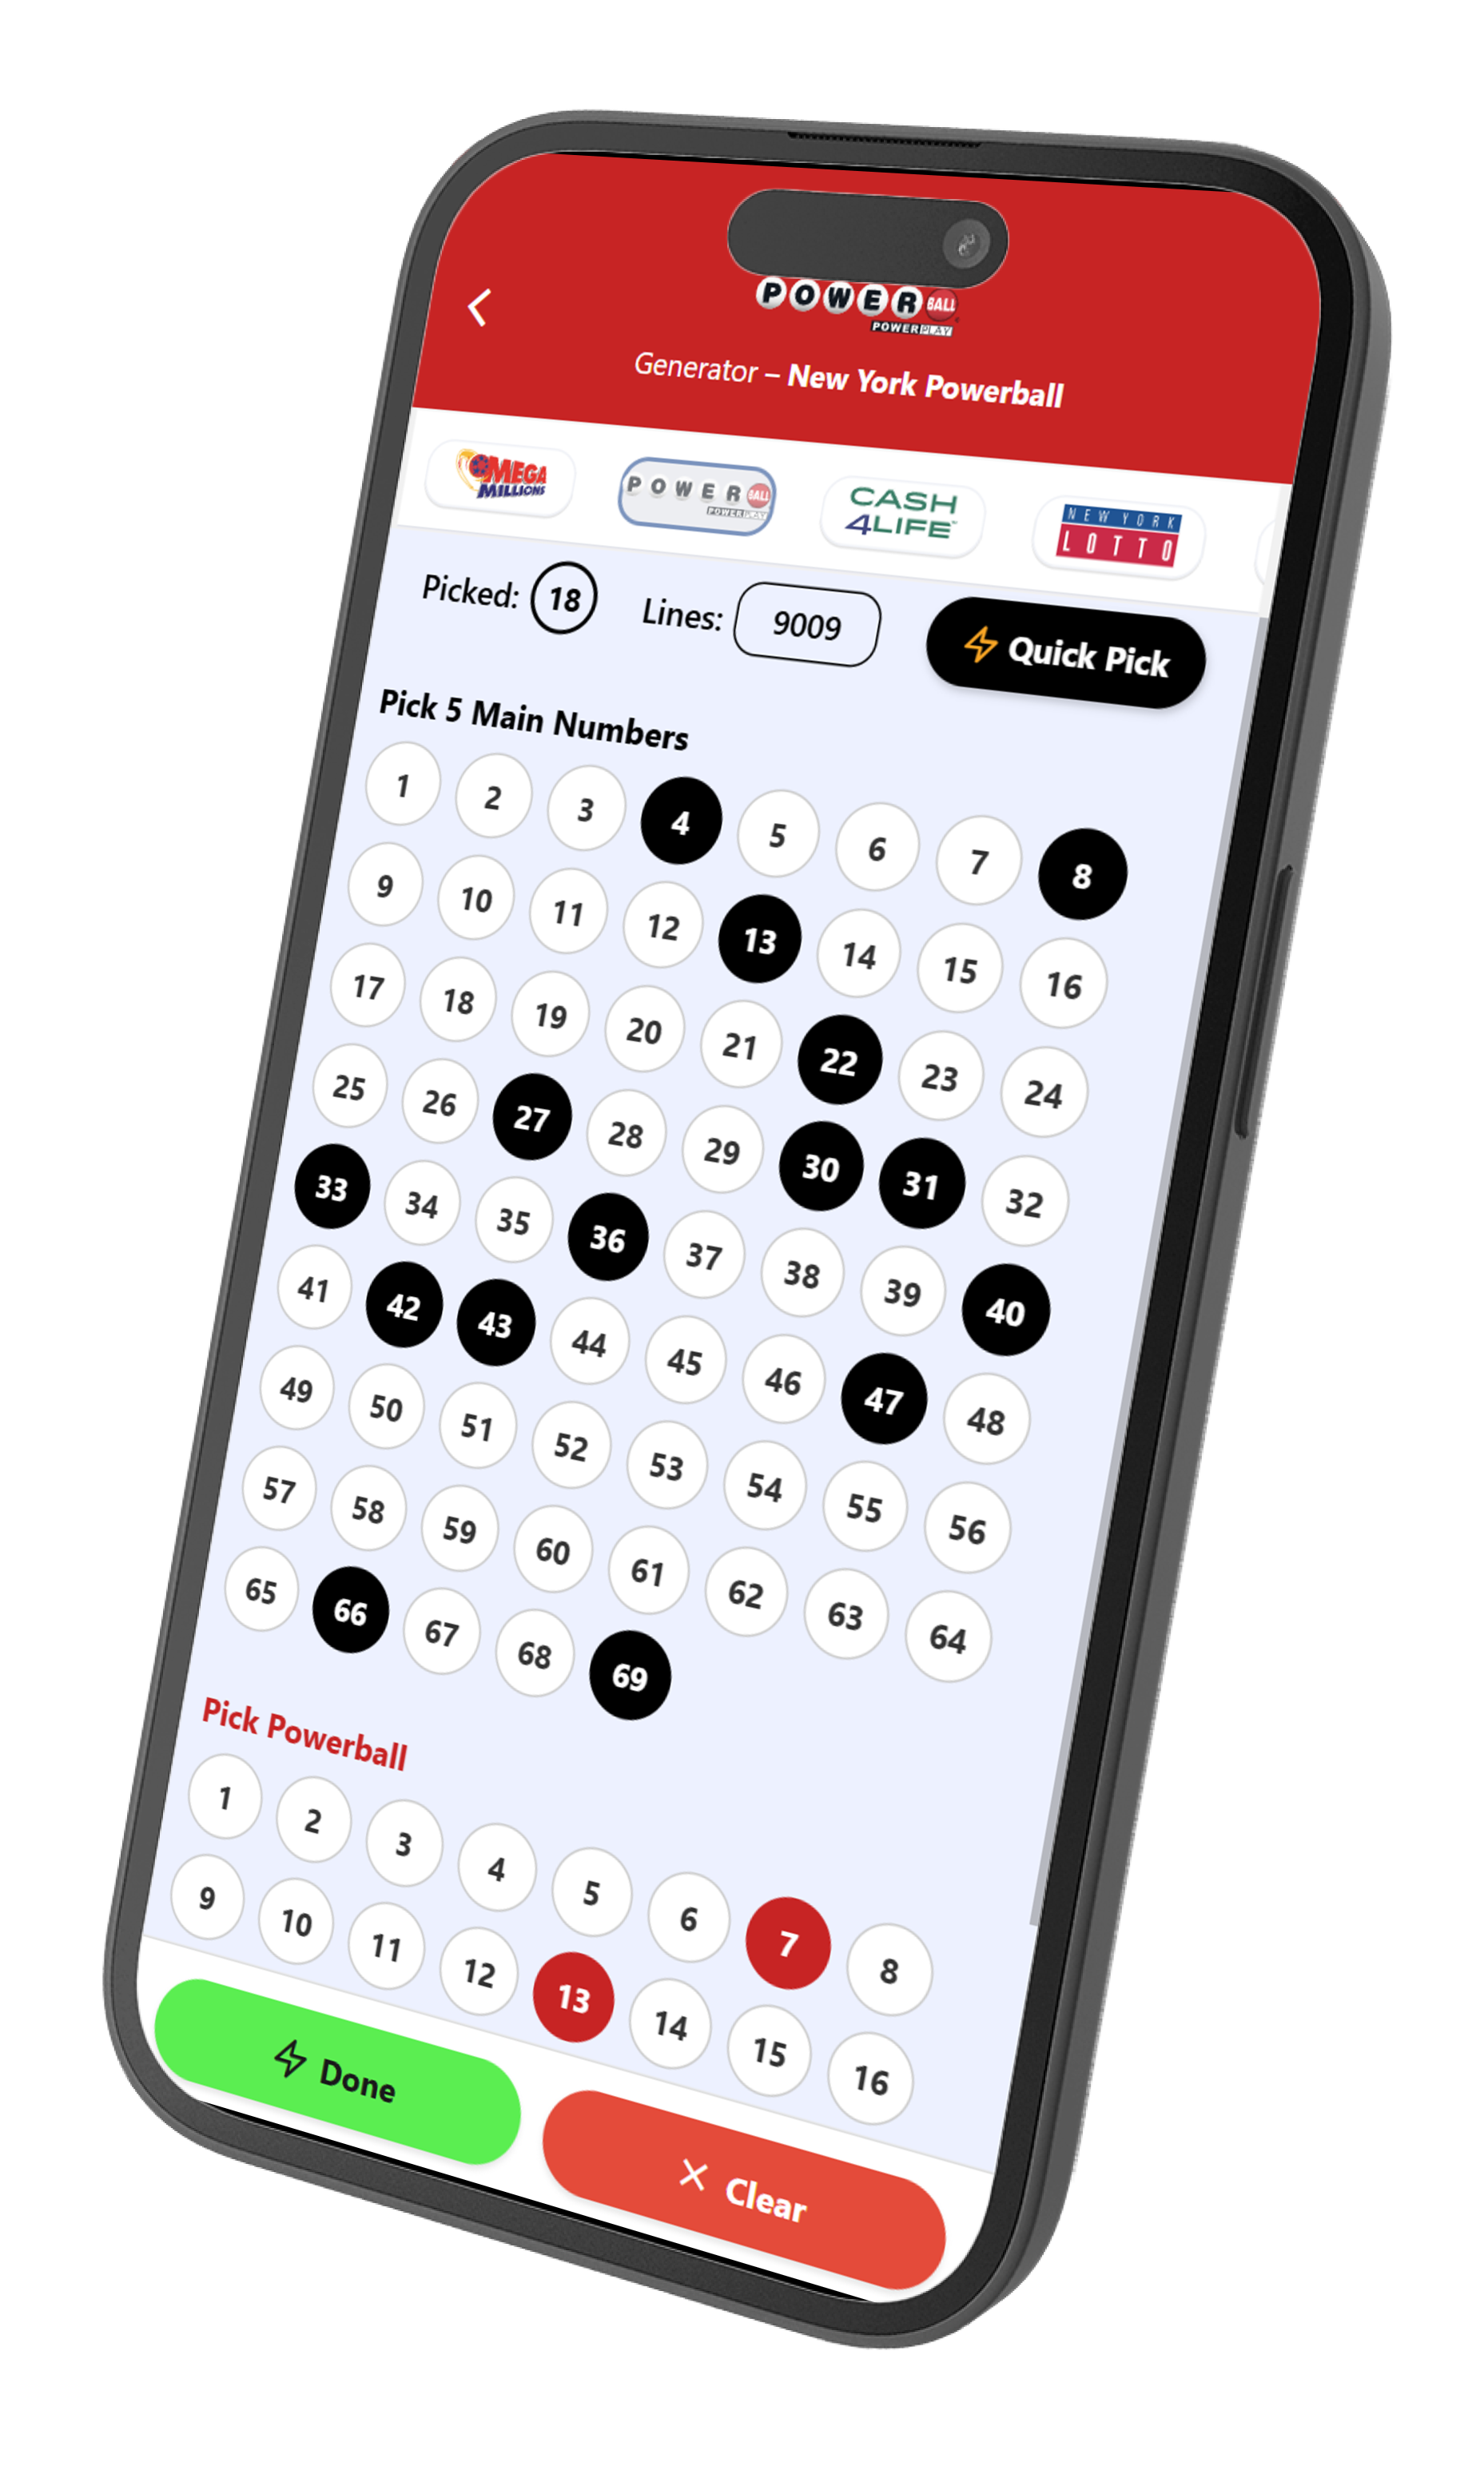 POWERBALL
POWERPLAY
Generator – New York Powerball
MEGA MILLIONS
POWERBALL POWERPLAY
CASH 4LIFE
NEW YORK LOTTO
Picked: 18 Lines: 9009 Quick Pick
Pick 5 Main Numbers
1 2 3 4 5 6 7 8
9 10 11 12 13 14 15 16
17 18 19 20 21 22 23 24
25 26 27 28 29 30 31 32
33 34 35 36 37 38 39 40
41 42 43 44 45 46 47 48
49 50 51 52 53 54 55 56
57 58 59 60 61 62 63 64
65 66 67 68 69
Pick Powerball
1 2 3 4 5 6 7 8
9 10 11 12 13 14 15 16
Done
Clear